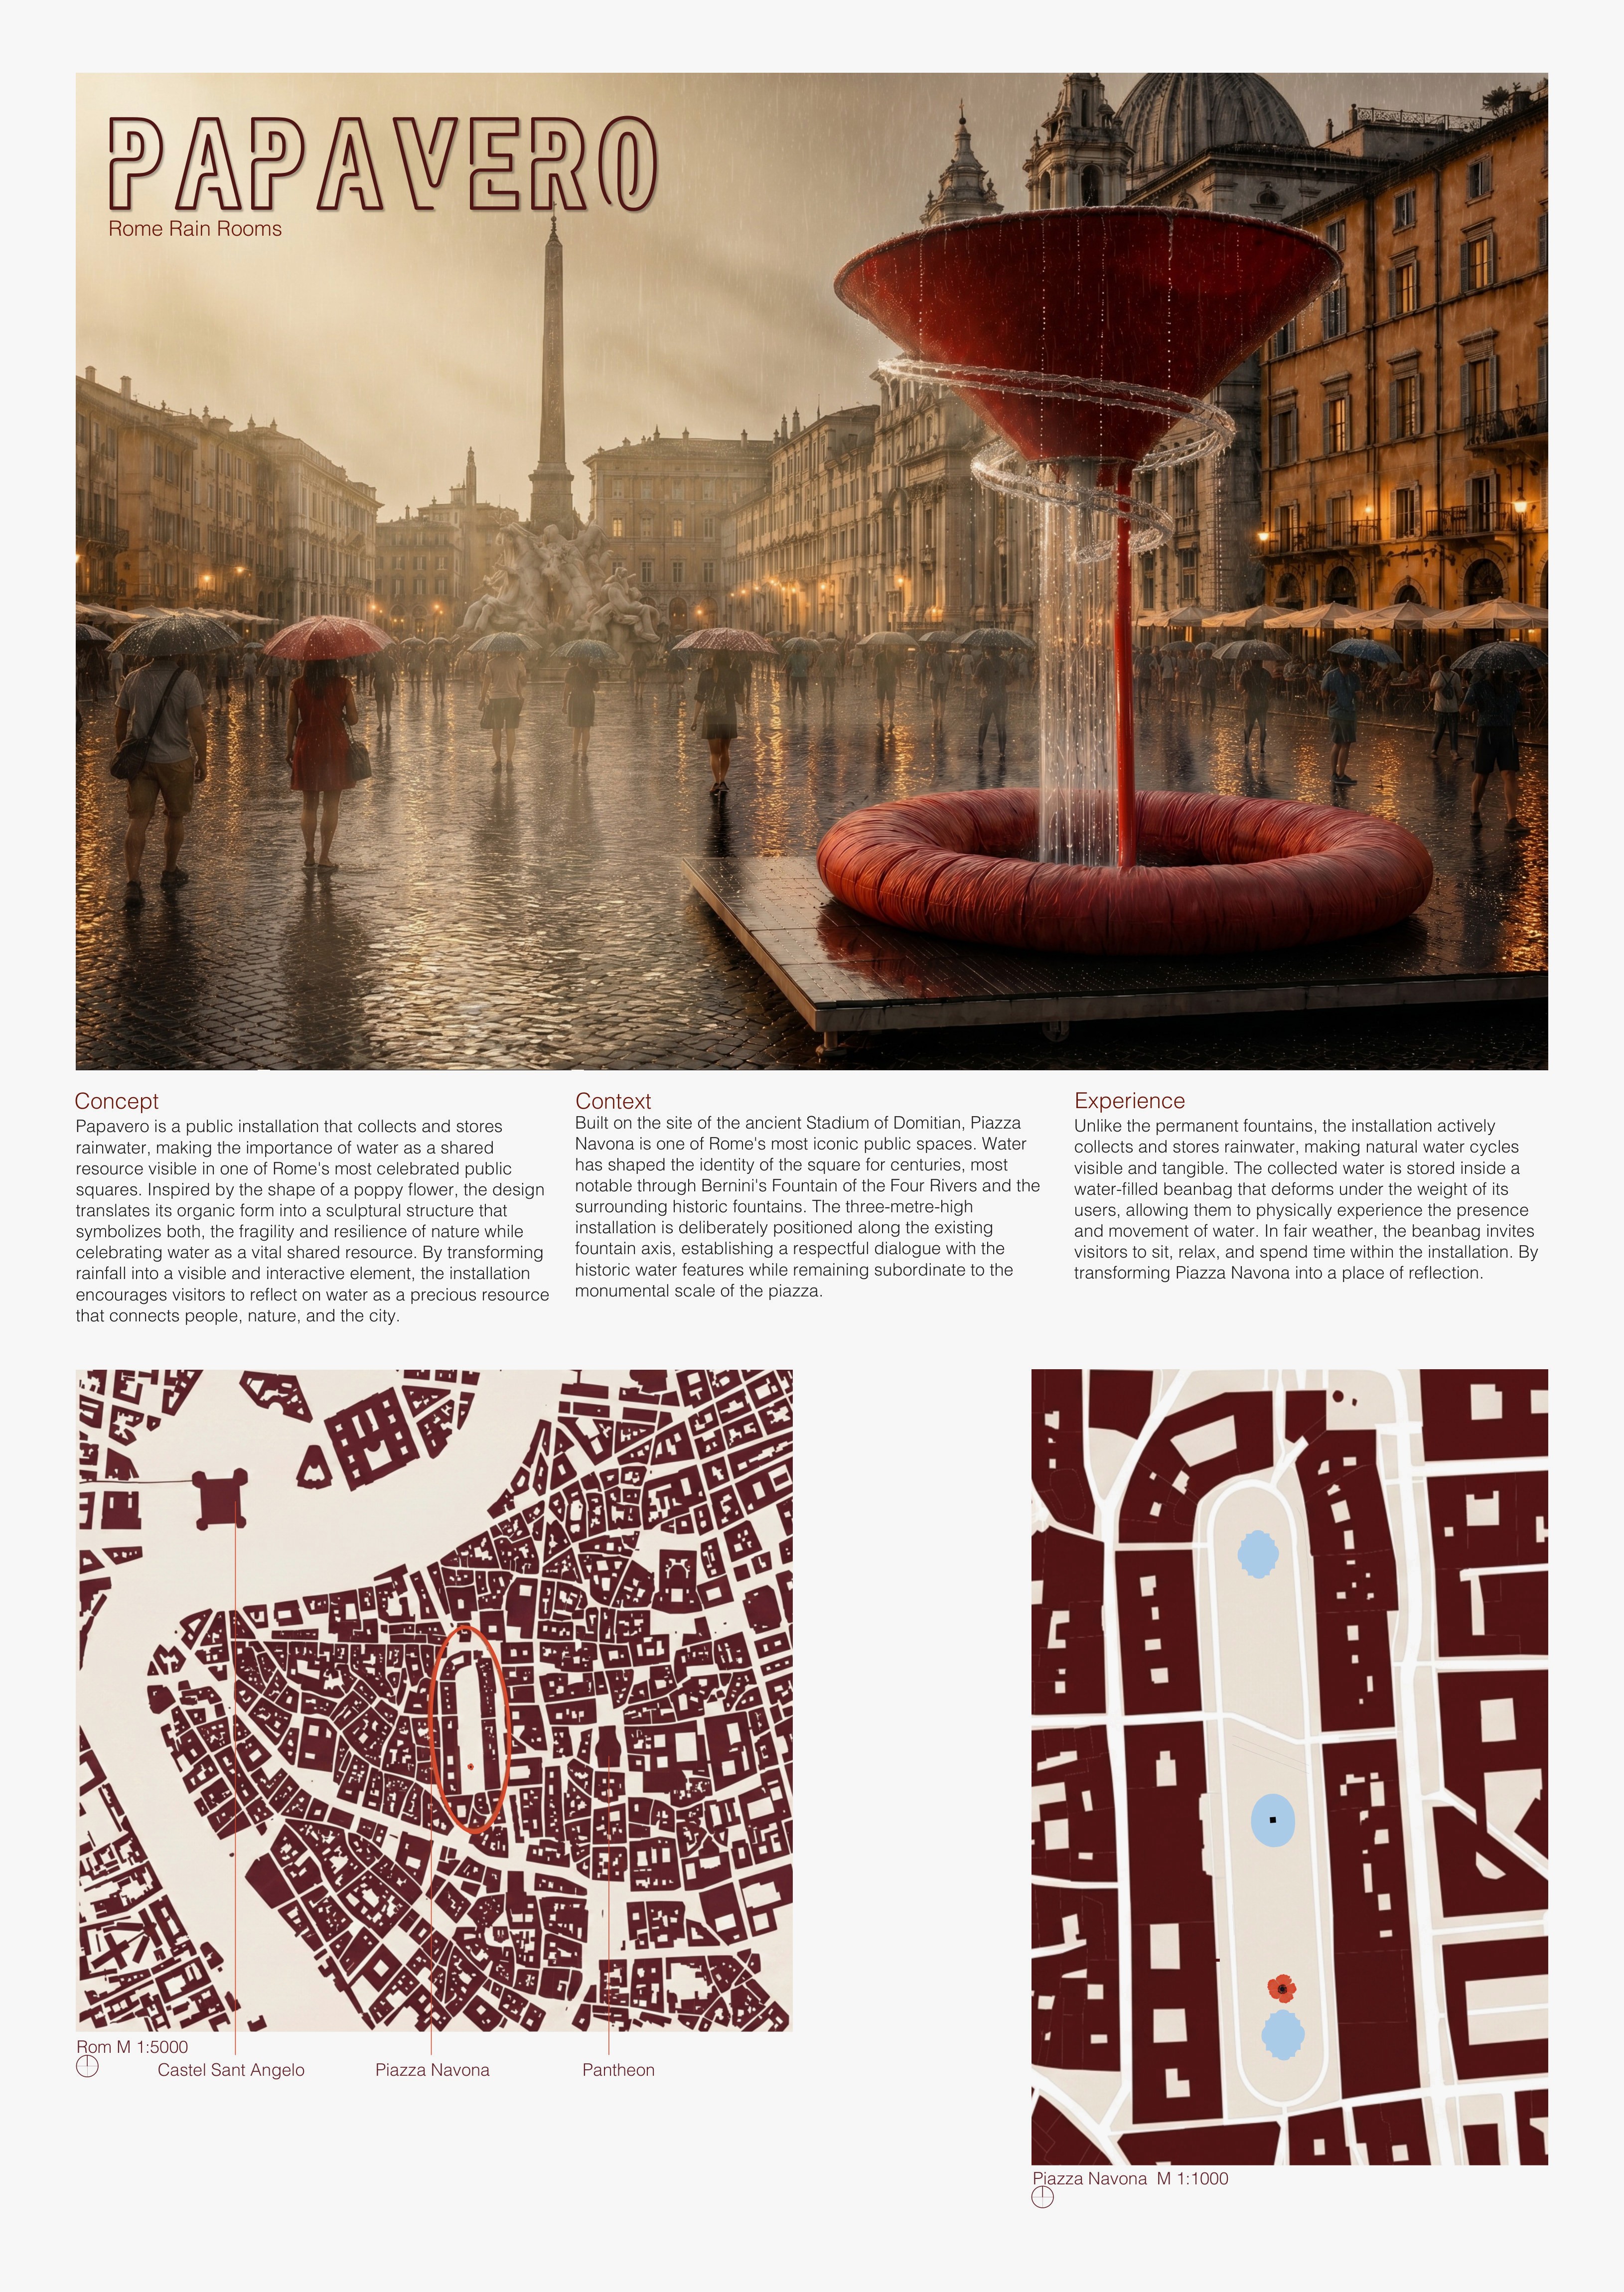 PAPAVERO
Rome Rain Rooms
Concept
Papavero is a public installation that collects and stores
rainwater, making the importance of water as a shared
resource visible in one of Rome's most celebrated public
squares. Inspired by the shape of a poppy flower, the design
translates its organic form into a sculptural structure that
symbolizes both, the fragility and resilience of nature while
celebrating water as a vital shared resource. By transforming
rainfall into a visible and interactive element, the installation
encourages visitors to reflect on water as a precious resource
that connects people, nature, and the city.
Context
Built on the site of the ancient Stadium of Domitian, Piazza
Navona is one of Rome's most iconic public spaces. Water
has shaped the identity of the square for centuries, most
notable through Bernini's Fountain of the Four Rivers and the
surrounding historic fountains. The three-metre-high
installation is deliberately positioned along the existing
fountain axis, establishing a respectful dialogue with the
historic water features while remaining subordinate to the
monumental scale of the piazza.
Experience
Unlike the permanent fountains, the installation actively
collects and stores rainwater, making natural water cycles
visible and tangible. The collected water is stored inside a
water-filled beanbag that deforms under the weight of its
users, allowing them to physically experience the presence
and movement of water. In fair weather, the beanbag invites
visitors to sit, relax, and spend time within the installation. By
transforming Piazza Navona into a place of reflection.
Rom M 1:5000
Castel Sant Angelo
Piazza Navona
Pantheon
Piazza Navona  M 1:1000